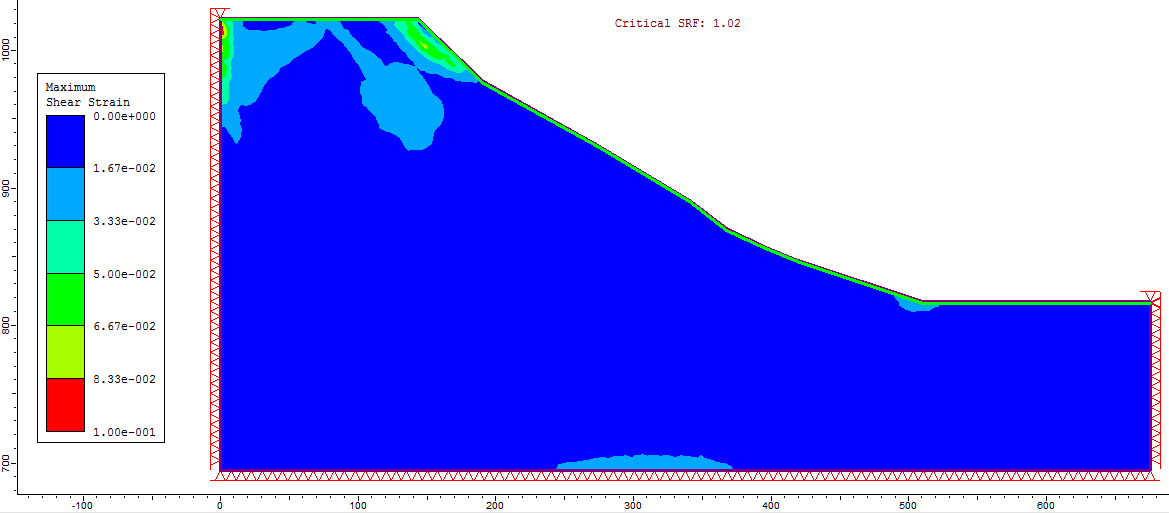 Critical SRF: 1.02
Maximum
Shear Strain
0.00e+000
1.67e-002
3.33e-002
5.00e-002
6.67e-002
8.33e-002
1.00e-001
1000
900
800
700
-100
0
100
200
300
400
500
600